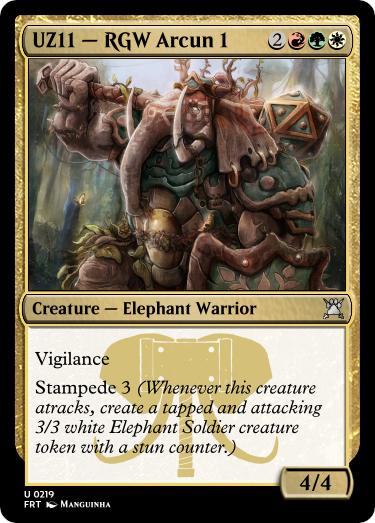 UZ11 — RGW Arcun 1 2
Creature — Elephant Warrior
Vigilance
Stampede 3 (Whenever this creature
atracks, create a tapped and attacking
3/3 white Elephant Soldier creature
token with a stun counter.)
4/4
U 0219
FRT Manguinha